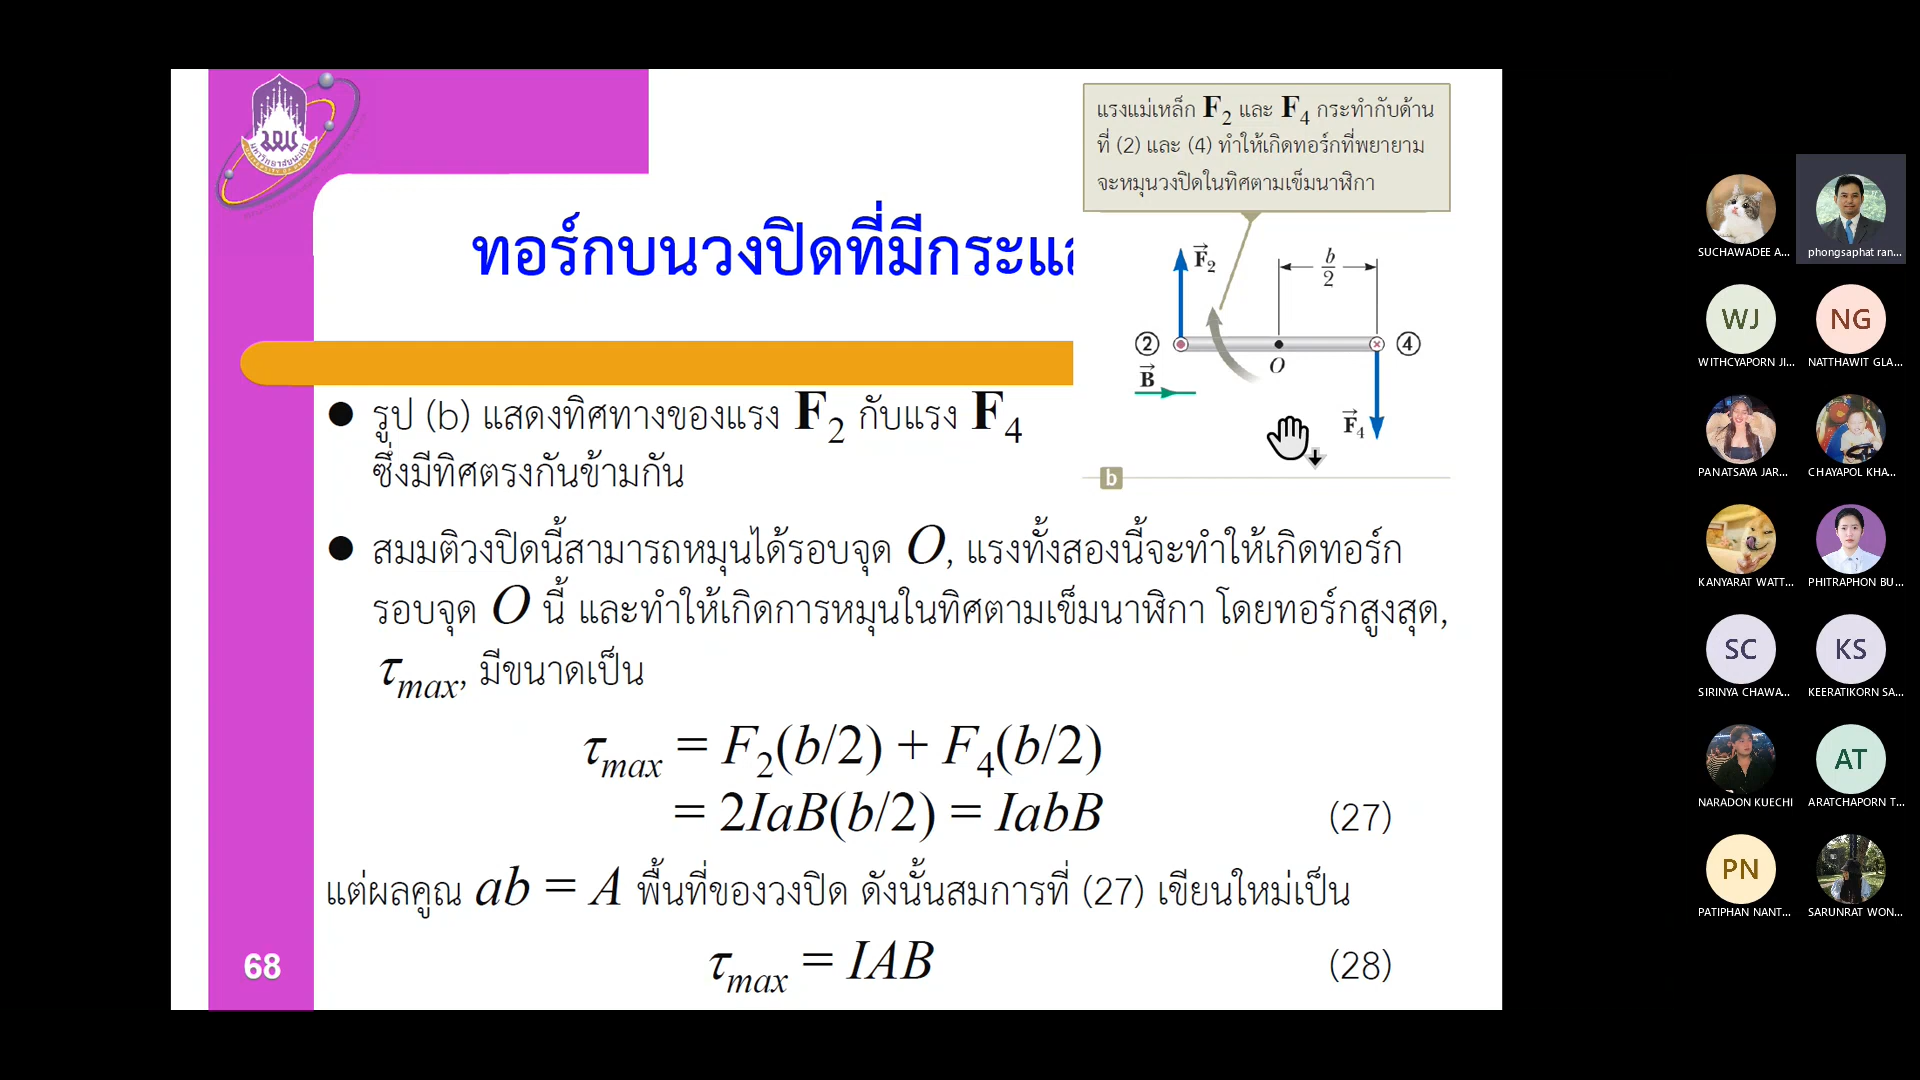 แรงแม่เหล็ก F2 และ F4 กระทำกับด้าน
ที่ (2) และ (4) ทำให้เกิดทอร์กที่พยายาม
จะหมุนวงปิดในทิศตามเข็มนาฬิกา
ทอร์กบนวงปิดที่มีกระแส
F2
b/2
2
4
O
B
F4
b
รูป (b) แสดงทิศทางของแรง F2 กับแรง F4
ซึ่งมีทิศตรงกันข้ามกัน
สมมติวงปิดนี้สามารถหมุนได้รอบจุด O, แรงทั้งสองนี้จะทำให้เกิดทอร์ก
รอบจุด O นี้ และทำให้เกิดการหมุนในทิศตามเข็มนาฬิกา โดยทอร์กสูงสุด,
τmax, มีขนาดเป็น
τmax = F2(b/2) + F4(b/2)
= 2IaB(b/2) = IabB (27)
แต่ผลคูณ ab = A พื้นที่ของวงปิด ดังนั้นสมการที่ (27) เขียนใหม่เป็น
τmax = IAB (28)
68
SUCHAWADEE A...
phongsaphat ran...
WJ
NG
WITHCYAPORN JI...
NATTHAWIT GLA...
PANATSAYA JAR...
CHAYAPOL KHA...
KANYARAT WATT...
PHITRAPHON BU...
SC
KS
SIRINYA CHAWA...
KEERATIKORN SA...
AT
NARADON KUECHI
ARATCHAPORN T...
PN
PATIPHAN NANT...
SARUNRAT WON...